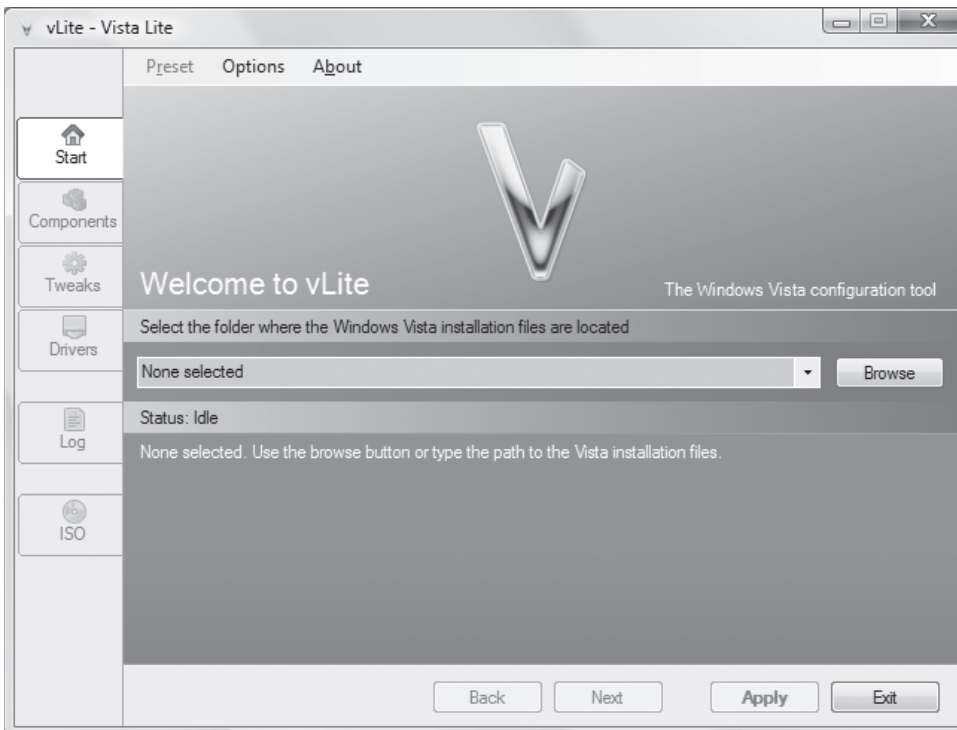 vLite - Vista Lite
Preset Options About
Start
Components
Tweaks
Drivers
Log
ISO
Welcome to vLite
The Windows Vista configuration tool
Select the folder where the Windows Vista installation files are located
None selected
Browse
Status: Idle
None selected. Use the browse button or type the path to the Vista installation files.
Back Next Apply Exit